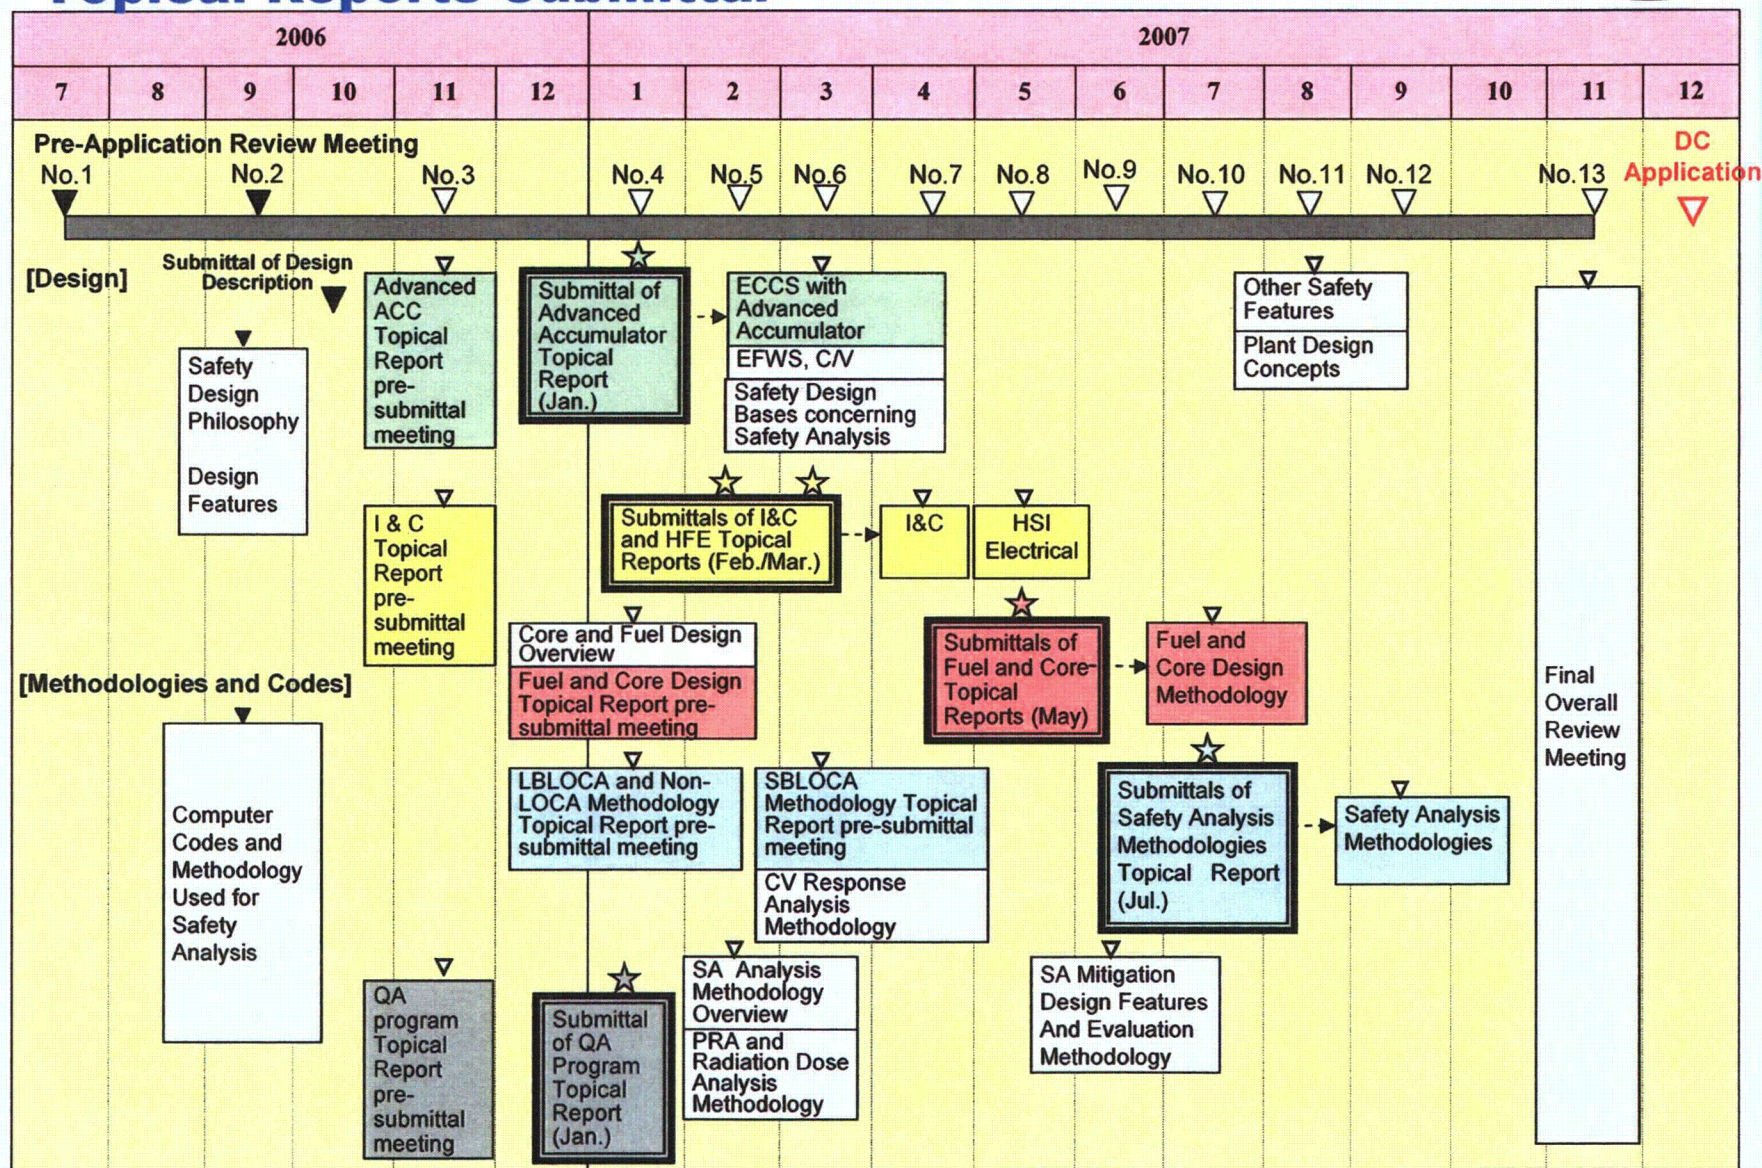 Topical Reports Submittal
2006
2007
7
8
9
10
11
12
1
2
3
4
5
6
7
8
9
10
11
12
Pre-Application Review Meeting
No.1
No.2
No.3
No.4
No.5
No.6
No.7
No.8
No.9
No.10
No.11
No.12
No.13
DC
Application
[Design]
Submittal of Design
Description
Safety
Design
Philosophy
Design
Features
Advanced
ACC
Topical
Report
pre-
submittal
meeting
Submittal of
Advanced
Accumulator
Topical
Report
(Jan.)
ECCS with
Advanced
Accumulator
EFWS, C/V
Safety Design
Bases concerning
Safety Analysis
Other Safety
Features
Plant Design
Concepts
I & C
Topical
Report
pre-
submittal
meeting
Submittals of I&C
and HFE Topical
Reports (Feb./Mar.)
I&C
HSI
Electrical
Core and Fuel Design
Overview
Fuel and Core Design
Topical Report pre-
submittal meeting
Submittals of
Fuel and Core-
Topical
Reports (May)
Fuel and
Core Design
Methodology
Final
Overall
Review
Meeting
[Methodologies and Codes]
Computer
Codes and
Methodology
Used for
Safety
Analysis
LBLOCA and Non-
LOCA Methodology
Topical Report pre-
submittal meeting
SBLOCA
Methodology Topical
Report pre-submittal
meeting
CV Response
Analysis
Methodology
Submittals of
Safety Analysis
Methodologies
Topical Report
(Jul.)
Safety Analysis
Methodologies
QA
program
Topical
Report
pre-
submittal
meeting
Submittal
of QA
Program
Topical
Report
(Jan.)
SA Analysis
Methodology
Overview
PRA and
Radiation Dose
Analysis
Methodology
SA Mitigation
Design Features
And Evaluation
Methodology